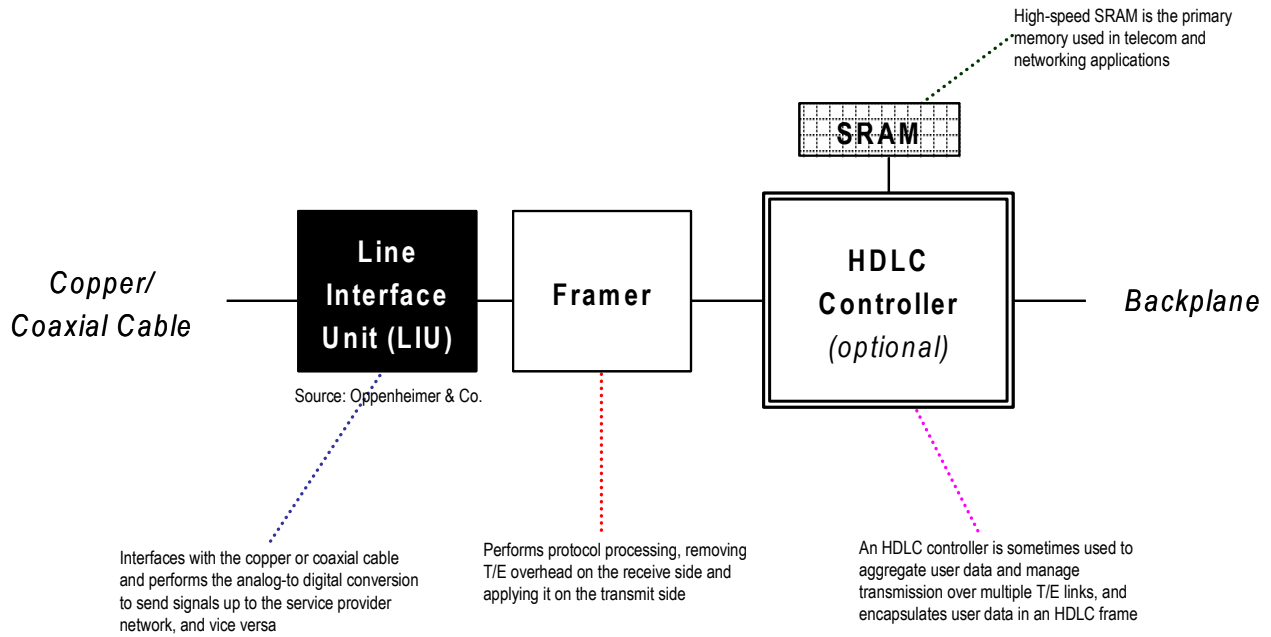 High-speed SRAM is the primary
memory used in telecom and
networking applications
SRAM
Copper/
Coaxial Cable
Line
Interface
Unit (LIU)
Framer
HDLC
Controller
(optional)
Backplane
Source: Oppenheimer & Co.
Interfaces with the copper or coaxial cable
and performs the analog-to digital conversion
to send signals up to the service provider
network, and vice versa
Performs protocol processing, removing
T/E overhead on the receive side and
applying it on the transmit side
An HDLC controller is sometimes used to
aggregate user data and manage
transmission over multiple T/E links, and
encapsulates user data in an HDLC frame